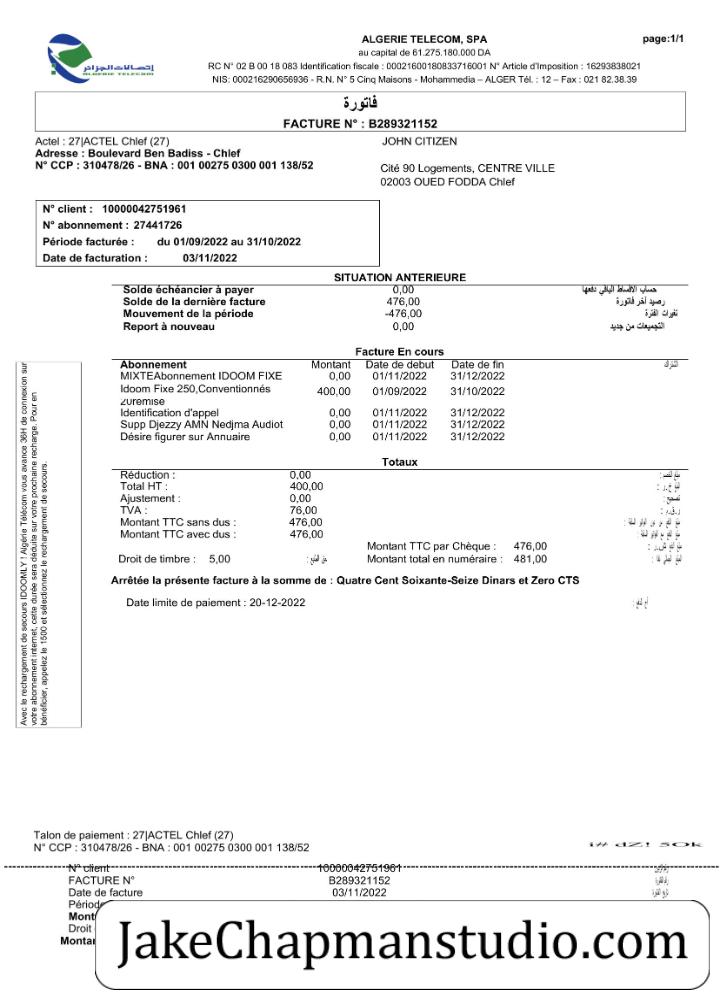 إتصالات الجزائر
ALGERIE TELECOM
ALGERIE TELECOM, SPA
page:1/1
au capital de 61.275.180.000 DA
RC N° 02 B 00 18 083 Identification fiscale : 00021600180833716001 N° Article d'Imposition : 16293838021
NIS: 000216290656936 - R.N. N° 5 Cinq Maisons - Mohammedia – ALGER Tél. : 12 – Fax : 021 82.38.39
فاتورة
FACTURE N° : B289321152
Actel : 27|ACTEL Chlef (27)
Adresse : Boulevard Ben Badiss - Chlef
N° CCP : 310478/26 - BNA : 001 00275 0300 001 138/52
JOHN CITIZEN
Cité 90 Logements, CENTRE VILLE
02003 OUED FODDA Chlef
N° client : 10000042751961
N° abonnement : 27441726
Période facturée : du 01/09/2022 au 31/10/2022
Date de facturation : 03/11/2022
SITUATION ANTERIEURE
Solde échéancier à payer 0,00 حساب الأقساط الباقي دفعها
Solde de la dernière facture 476,00 رصيد آخر فاتورة
Mouvement de la période -476,00 تغيرات الفترة
Report à nouveau 0,00 التجميعات من جديد
Facture En cours
Abonnement Montant Date de debut Date de fin
MIXTEAbonnement IDOOM FIXE 0,00 01/11/2022 31/12/2022
Idoom Fixe 250,Conventionnés 400,00 01/09/2022 31/10/2022
2uremise
Identification d'appel 0,00 01/11/2022 31/12/2022
Supp Djezzy AMN Nedjma Audiot 0,00 01/11/2022 31/12/2022
Désire figurer sur Annuaire 0,00 01/11/2022 31/12/2022
Totaux
Réduction : 0,00
Total HT : 400,00
Ajustement : 0,00
TVA : 76,00
Montant TTC sans dus : 476,00
Montant TTC avec dus : 476,00
Montant TTC par Chèque : 476,00
Droit de timbre : 5,00
Montant total en numéraire : 481,00
Arrêtée la présente facture à la somme de : Quatre Cent Soixante-Seize Dinars et Zero CTS
Date limite de paiement : 20-12-2022
Avec le rechargement de secours IDOOMLY ! Algérie Télécom vous avance 36H de connexion sur
votre abonnement internet, cette durée sera déduite sur votre prochaine recharge. Pour en
bénéficier, appelez le 1500 et sélectionnez le rechargement de secours.
Talon de paiement : 27|ACTEL Chlef (27)
N° CCP : 310478/26 - BNA : 001 00275 0300 001 138/52
i# dZ! 5Ok
N° client 10000042751961
FACTURE N° B289321152
Date de facture 03/11/2022
Périod
Mont
Droit
Montar
JakeChapmanstudio.com